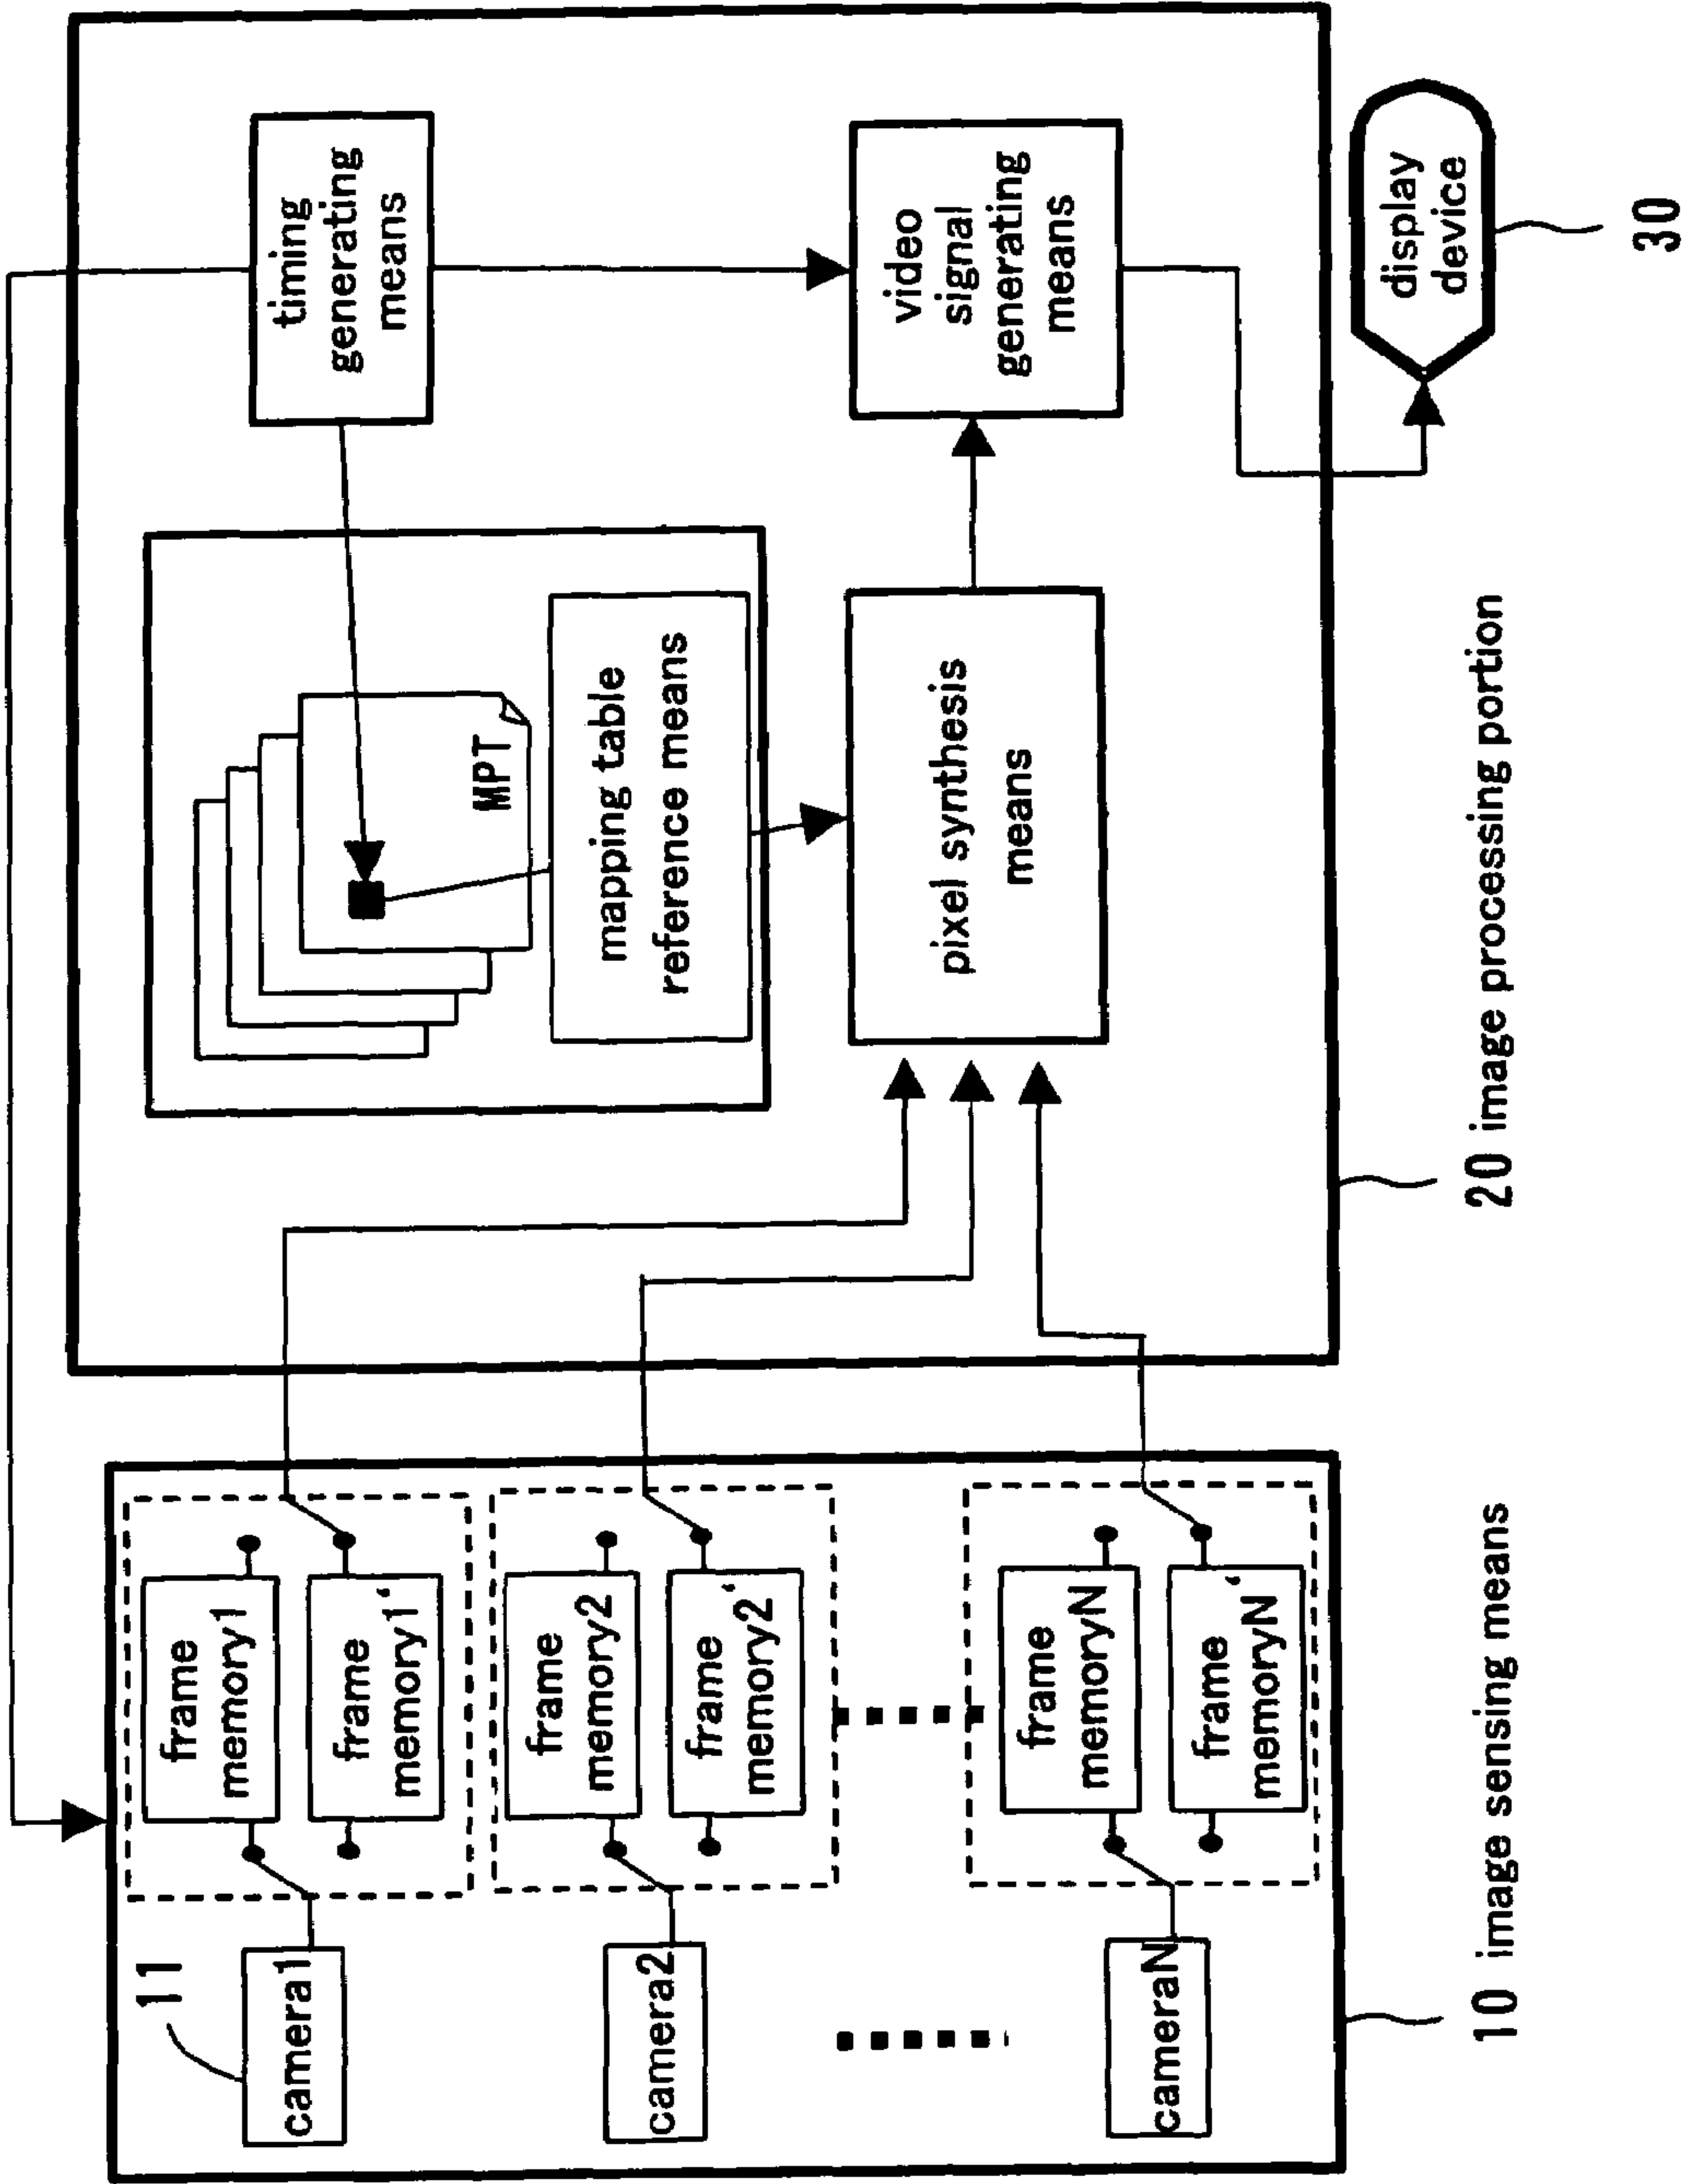 11
camera1
frame
memory1
frame
memory1‘
camera2
frame
memory2
frame
memory2‘
cameraN
frame
memoryN
frame
memoryN‘
10 image sensing means
MPT
mapping table
reference means
timing
generating
means
pixel synthesis
means
video
signal
generating
means
20 image processing portion
display
device
30